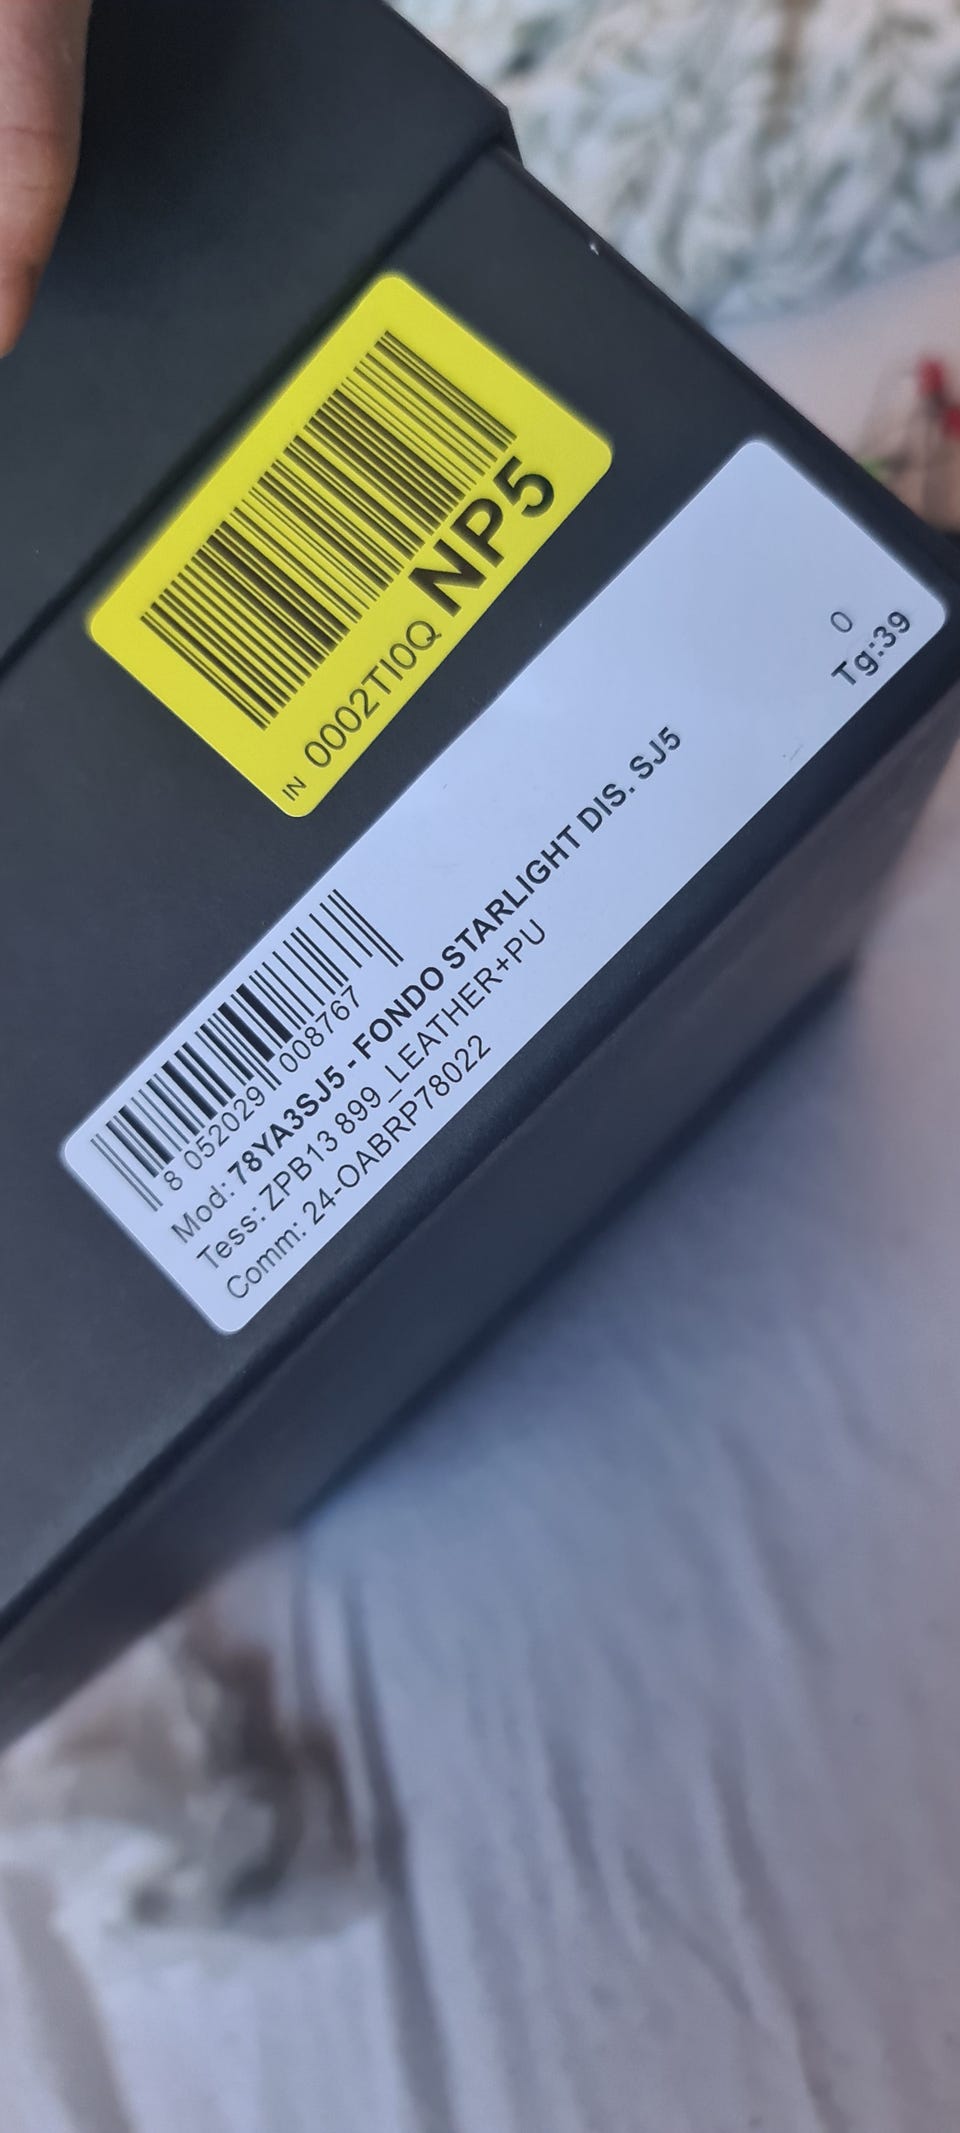 IN 0002TI0Q NP5
8 052029 008767
Mod: 78YA3SJ5 - FONDO STARLIGHT DIS. SJ5
Tess: ZPB13 899_LEATHER+PU
Comm: 24-OABRP78022
0
Tg:39